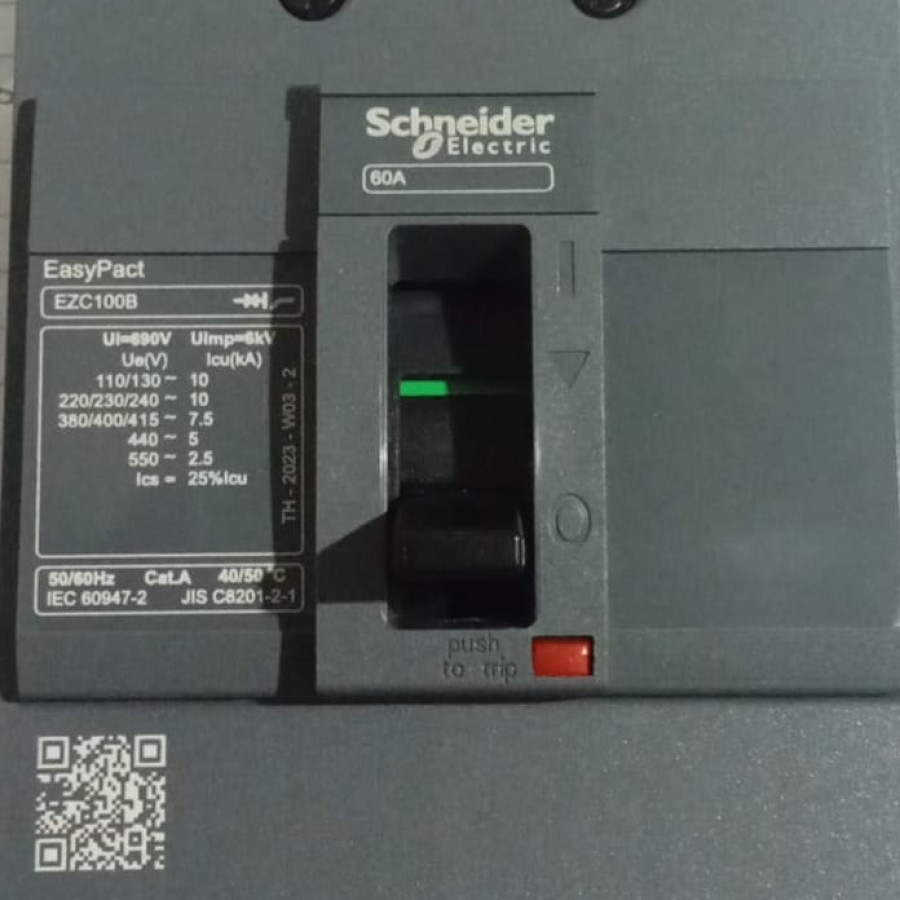 Schneider
Electric
60A
EasyPact
EZC100B
Ui=690V Uimp=6kV
Ue(V) Icu(kA)
110/130 ~ 10
220/230/240 ~ 10
380/400/415 ~ 7.5
440 ~ 5
550 ~ 2.5
Ics = 25%Icu
TH - 2023 - W03 - 2
50/60Hz Cat.A 40/50°C
IEC 60947-2 JIS C8201-2-1
I
O
push
to trip